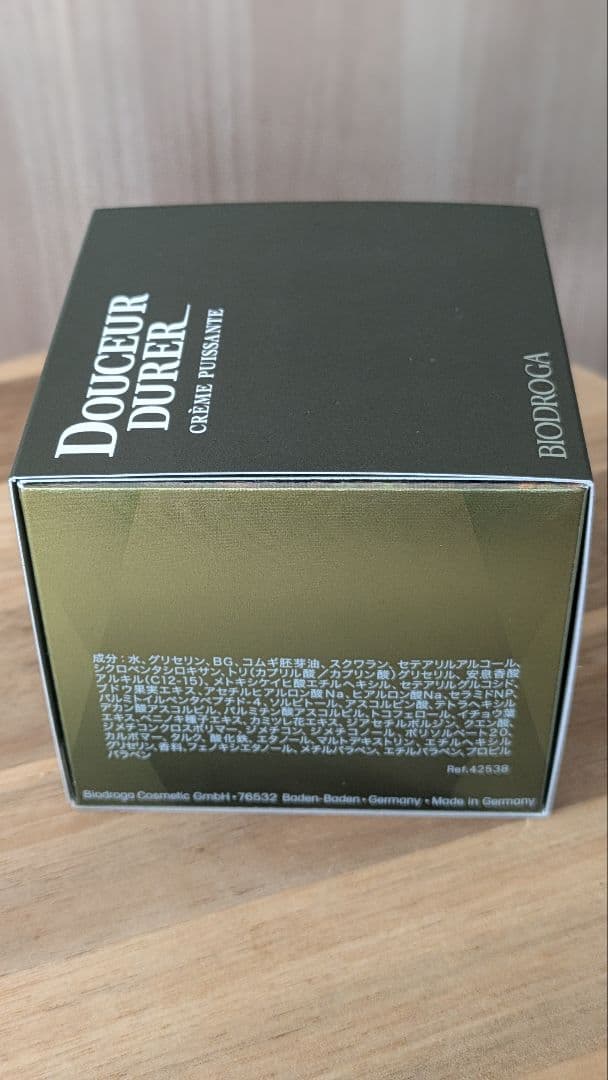 DOUCEUR
DURER
CRÈME PUISSANTE
BIODROGA
成分：水、グリセリン、BG、コムギ胚芽油、スクワラン、セテアリルアルコール、
シクロペンタシロキサン、トリ(カプリル酸／カプリン酸)グリセリル、安息香酸
アルキル(C12-15)、メトキシケイヒ酸エチルヘキシル、セテアリルグルコシド、
ブドウ果実エキス、アセチルヒアルロン酸Na、ヒアルロン酸Na、セラミドNP、
パルミトイルペンタペプチド-4、ソルビトール、アスコルビン酸、テトラヘキシル
デカン酸アスコルビル、パルミチン酸アスコルビル、トコフェロール、イチョウ葉
エキス、ベニノキ種子エキス、カミツレ花エキス、ジアセチルボルジン、クエン酸、
ジメチコンクロスポリマー、ジメチコン、ジメチコノール、ポリソルベート20、
カルボマー、タルク、酸化鉄、エタノール、マルトデキストリン、エチルヘキシル
グリセリン、香料、フェノキシエタノール、メチルパラベン、エチルパラベン、プロピル
パラベン
Ref.42538
Biodroga Cosmetic GmbH・76532 Baden-Baden・Germany・Made in Germany